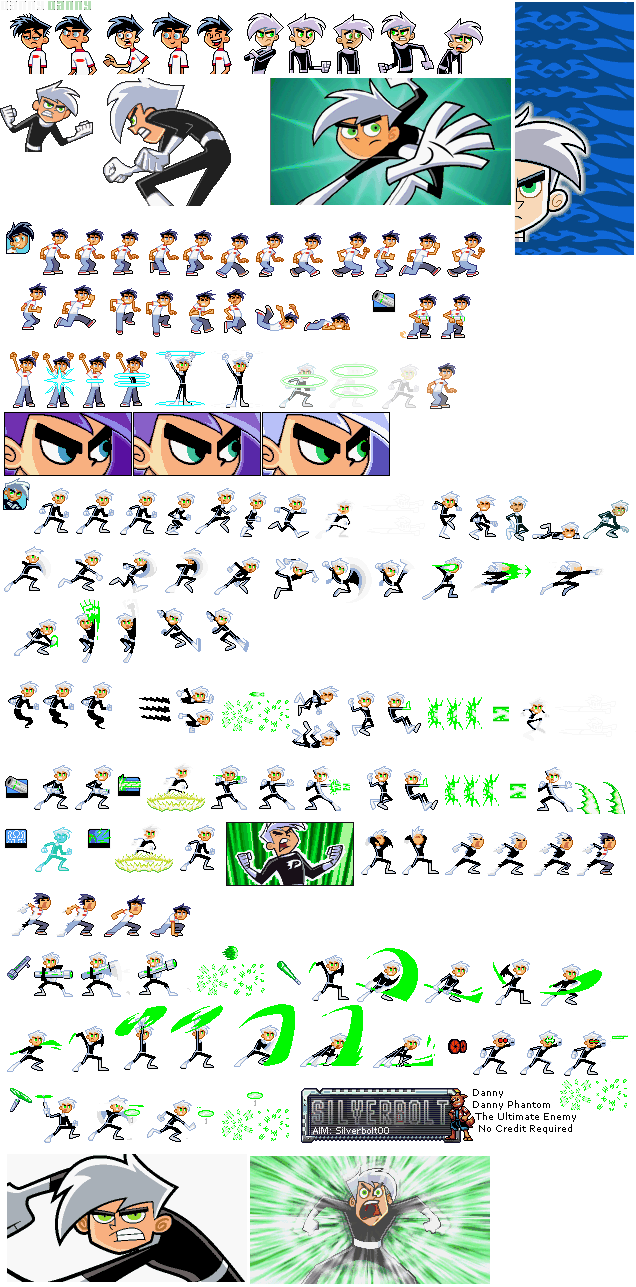 SILVERBOLT
AIM: Silverbolt00
Danny
Danny Phantom
The Ultimate Enemy
No Credit Required